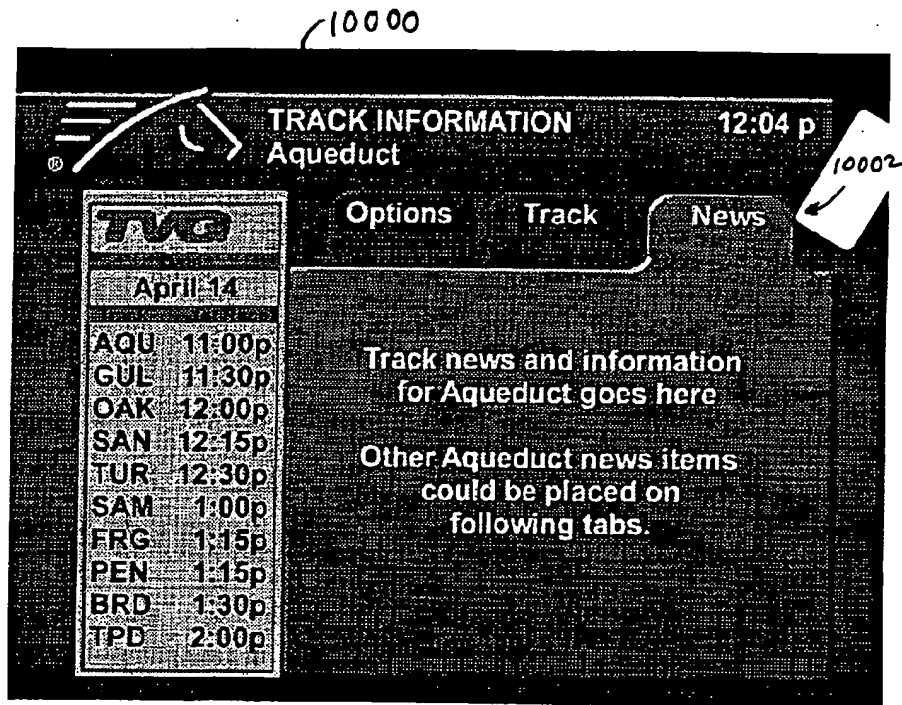 10000
TRACK INFORMATION 12:04 p
® Aqueduct
10002
TVG Options Track News
April 14
AQU 11:00p
GUL 11:30p
OAK 12:00p
SAN 12:15p
TUR 12:30p
SAM 1:00p
FRG 1:15p
PEN 1:15p
BRD 1:30p
TPD 2:00p
Track news and information
for Aqueduct goes here
Other Aqueduct news items
could be placed on
following tabs.